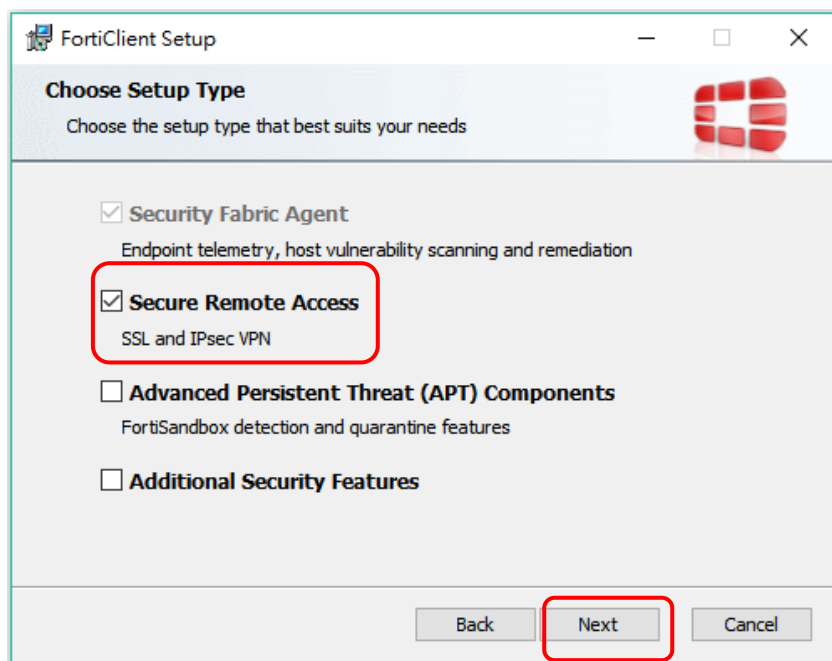 FortiClient Setup
Choose Setup Type
Choose the setup type that best suits your needs
Security Fabric Agent
Endpoint telemetry, host vulnerability scanning and remediation
Secure Remote Access
SSL and IPsec VPN
Advanced Persistent Threat (APT) Components
FortiSandbox detection and quarantine features
Additional Security Features
Back Next Cancel